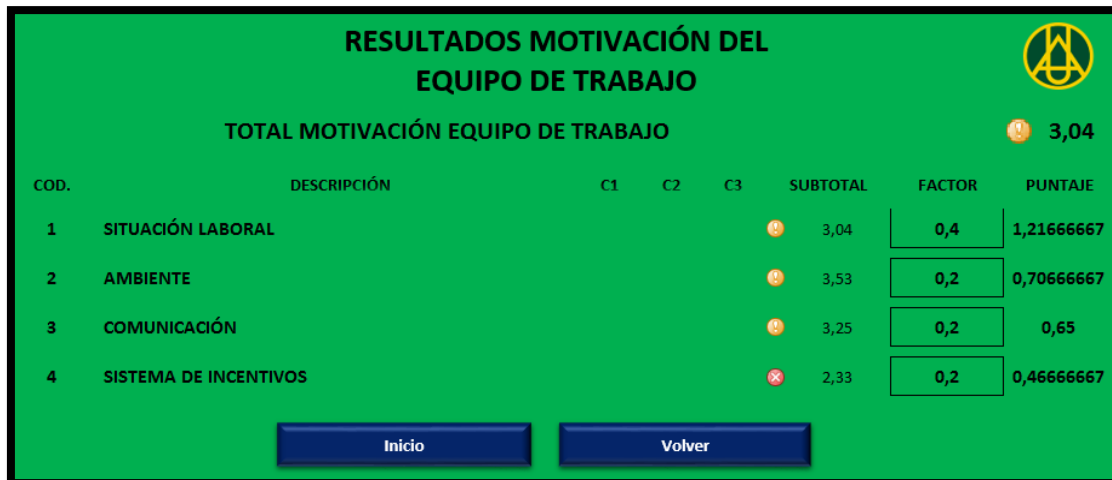 RESULTADOS MOTIVACIÓN DEL
EQUIPO DE TRABAJO
TOTAL MOTIVACIÓN EQUIPO DE TRABAJO 3,04
COD. DESCRIPCIÓN C1 C2 C3 SUBTOTAL FACTOR PUNTAJE
1 SITUACIÓN LABORAL 3,04 0,4 1,21666667
2 AMBIENTE 3,53 0,2 0,70666667
3 COMUNICACIÓN 3,25 0,2 0,65
4 SISTEMA DE INCENTIVOS 2,33 0,2 0,46666667
Inicio Volver